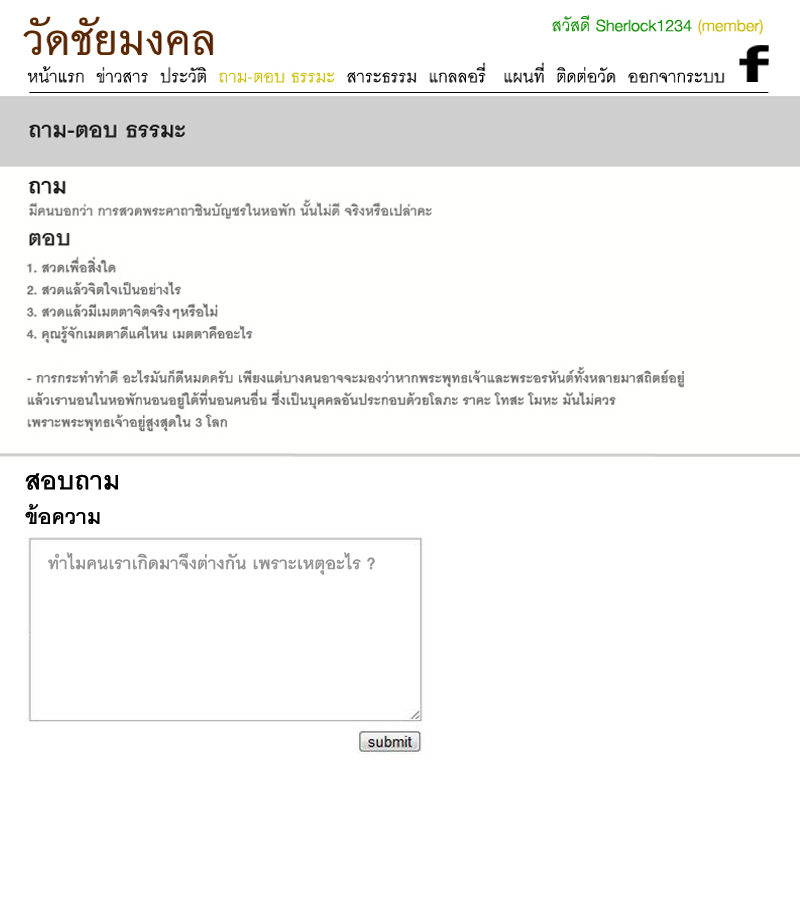 สวัสดี Sherlock1234 (member)
วัดชัยมงคล
หน้าแรก ข่าวสาร ประวัติ ถาม-ตอบ ธรรมะ สาระธรรม แกลลอรี่ แผนที่ ติดต่อวัด ออกจากระบบ f
ถาม-ตอบ ธรรมะ
ถาม
มีคนบอกว่า การสวดพระคาถาชินบัญชรในหอพัก นั้นไม่ดี จริงหรือเปล่าคะ
ตอบ
1. สวดเพื่อสิ่งใด
2. สวดแล้วจิตใจเป็นอย่างไร
3. สวดแล้วมีเมตตาจิตจริงๆหรือไม่
4. คุณรู้จักเมตตาดีแค่ไหน เมตตาคืออะไร
- การกระทำทำดี อะไรมันก็ดีหมดครับ เพียงแต่บางคนอาจจะมองว่าหากพระพุทธเจ้าและพระอรหันต์ทั้งหลายมาสถิตย์อยู่
แล้วเรานอนในหอพักนอนอยู่ใต้ที่นอนคนอื่น ซึ่งเป็นบุคคลอันประกอบด้วยโลภะ ราคะ โทสะ โมหะ มันไม่ควร
เพราะพระพุทธเจ้าอยู่สูงสุดใน 3 โลก
สอบถาม
ข้อความ
ทำไมคนเราเกิดมาจึงต่างกัน เพราะเหตุอะไร ?
submit